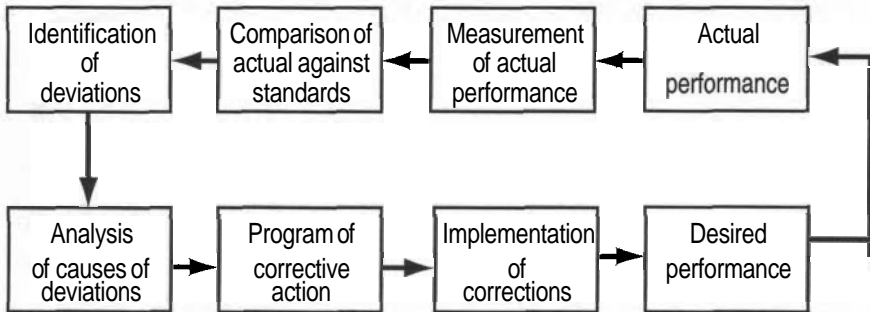 Identification
of
deviations
Comparison of
actual against
standards
Measurement
of actual
performance
Actual
performance
Analysis
of causes of
deviations
Program of
corrective
action
Implementation
of
corrections
Desired
performance